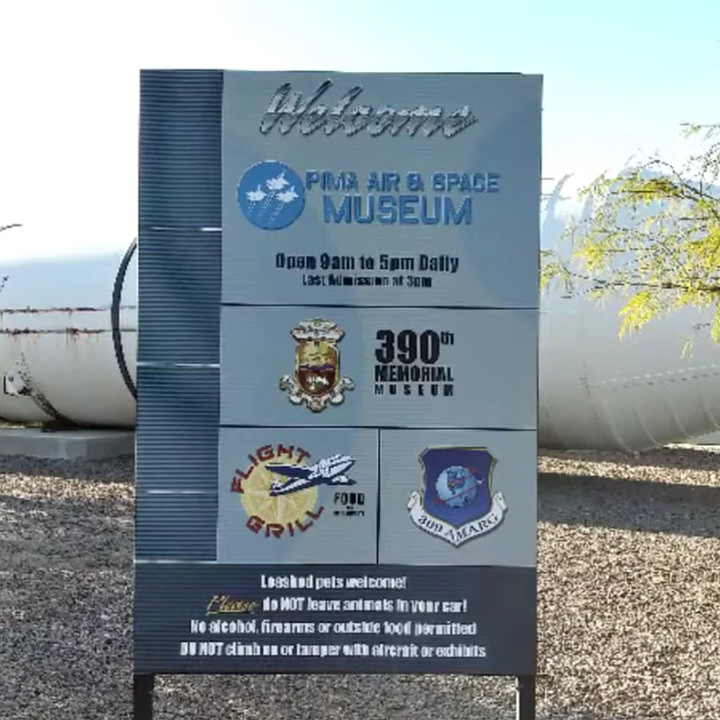 Welcome
PIMA AIR & SPACE
MUSEUM
Open 9am to 5pm Daily
Last Admission at 3pm
390th
MEMORIAL
MUSEUM
FLIGHT
GRILL
FOOD
309 AMARG
Leashed pets welcome!
Please do NOT leave animals in your car!
No alcohol, firearms or outside food permitted
DO NOT climb on or tamper with aircraft or exhibits